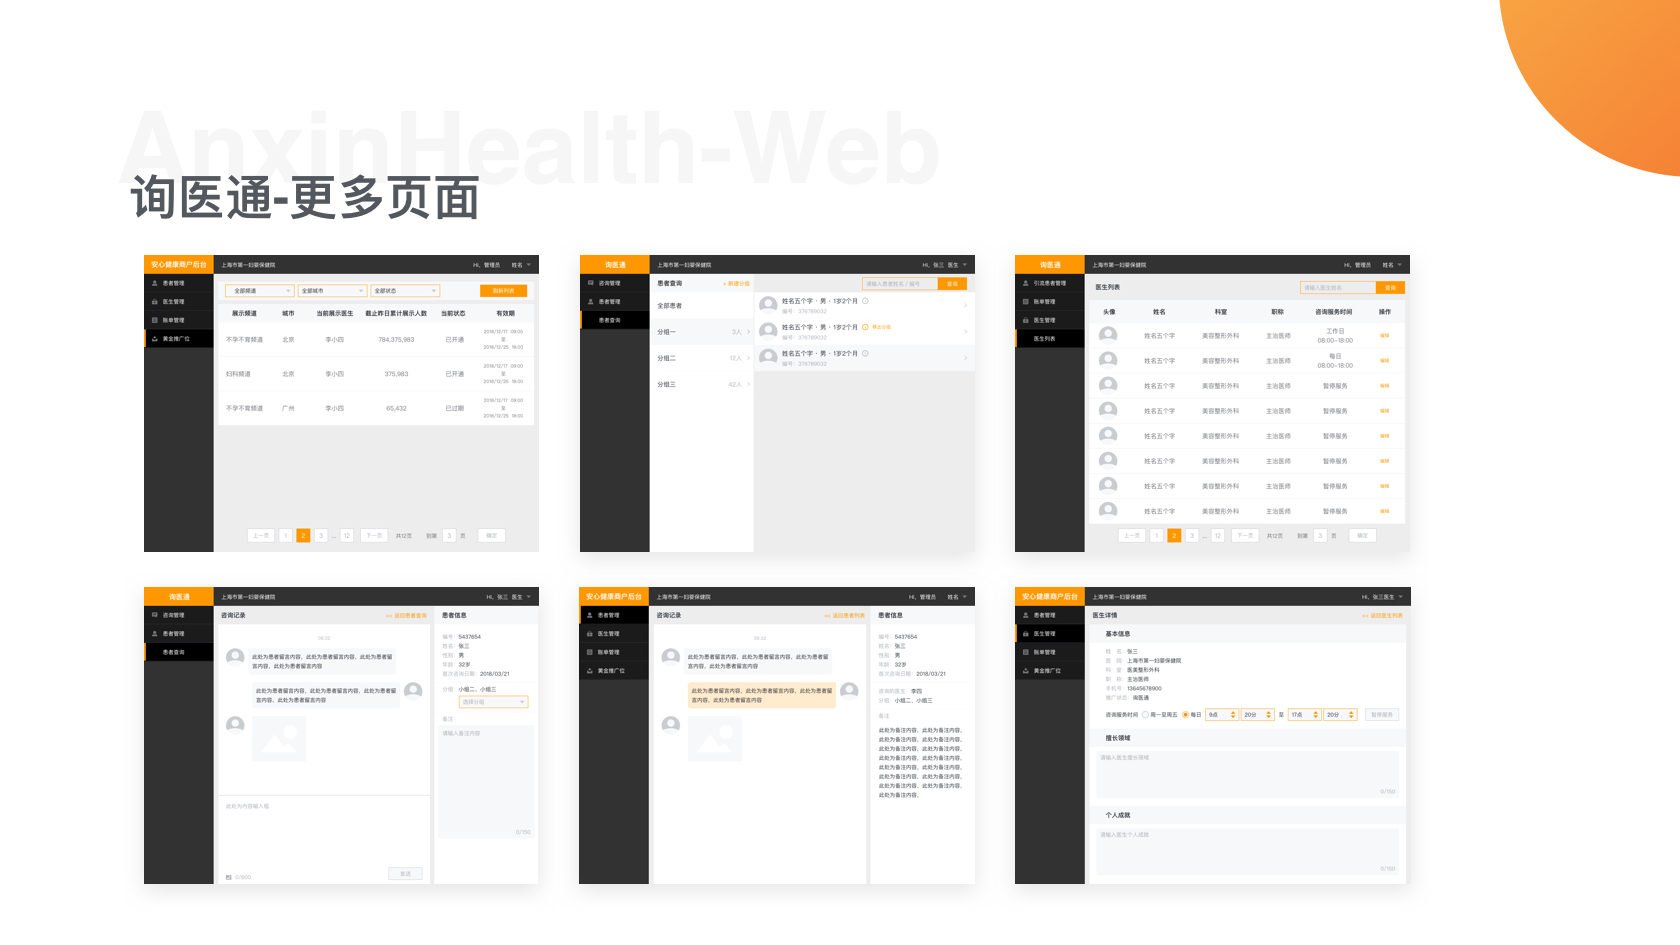 AnxinHealth-Web
询医通-更多页面
安心健康商户后台
上海市第一妇婴保健院
Hi, 管理员 姓名
患者管理
医生管理
账单管理
黄金推广位
全部频道 全部城市 全部状态 刷新列表
展示频道 城市 当前展示医生 截止昨日累计展示人数 当前状态 有效期
不孕不育频道 北京 李小四 784,375,983 已开通 2018/12/17 09:00 至 2018/12/25 18:00
妇科频道 北京 李小四 375,983 已开通 2018/12/17 09:00 至 2018/12/25 18:00
不孕不育频道 广州 李小四 65,432 已过期 2018/12/17 09:00 至 2018/12/25 18:00
上一页 1 2 3 ... 12 下一页 共12页 到第 3 页 确定
询医通
上海市第一妇婴保健院
Hi, 张三 医生
咨询管理
患者管理
患者查询
患者查询 + 新建分组
全部患者
分组一 3人
分组二 12人
分组三 42人
请输入患者姓名 / 编号 查询
姓名五个字 · 男 · 1岁2个月
编号: 376789032
姓名五个字 · 男 · 1岁2个月 移出分组
编号: 376789032
姓名五个字 · 男 · 1岁2个月
编号: 376789032
询医通
上海市第一妇婴保健院
Hi, 管理员 姓名
引流患者管理
账单管理
医生管理
医生列表
医生列表
请输入医生姓名 查询
头像 姓名 科室 职称 咨询服务时间 操作
姓名五个字 美容整形外科 主治医师 工作日 08:00~18:00 编辑
姓名五个字 美容整形外科 主治医师 每日 08:00~18:00 编辑
姓名五个字 美容整形外科 主治医师 暂停服务 编辑
姓名五个字 美容整形外科 主治医师 暂停服务 编辑
姓名五个字 美容整形外科 主治医师 暂停服务 编辑
姓名五个字 美容整形外科 主治医师 暂停服务 编辑
姓名五个字 美容整形外科 主治医师 暂停服务 编辑
姓名五个字 美容整形外科 主治医师 暂停服务 编辑
上一页 1 2 3 ... 12 下一页 共12页 到第 3 页 确定
询医通
上海市第一妇婴保健院
Hi, 张三 医生
咨询管理
患者管理
患者查询
咨询记录 << 返回患者查询
09:32
此处为患者留言内容，此处为患者留言内容，此处为患者留
言内容，此处为患者留言内容
此处为患者留言内容，此处为患者留言内容，此处为患者留
言内容，此处为患者留言内容
此处为内容输入框
0/600
发送
患者信息
编号: 5437654
姓名: 张三
性别: 男
年龄: 32岁
首次咨询日期: 2018/03/21
分组: 小组二、小组三
选择分组
备注:
请输入备注内容
0/150
安心健康商户后台
上海市第一妇婴保健院
Hi, 管理员 姓名
患者管理
医生管理
账单管理
黄金推广位
咨询记录 << 返回患者列表
09:32
此处为患者留言内容，此处为患者留言内容，此处为患者留
言内容，此处为患者留言内容
此处为患者留言内容，此处为患者留言内容，此处为患者留
言内容，此处为患者留言内容
患者信息
编号: 5437654
姓名: 张三
性别: 男
年龄: 32岁
首次咨询日期: 2018/03/21
咨询的医生: 李四
分组: 小组二、小组三
备注
此处为备注内容，此处为备注内容，
此处为备注内容，此处为备注内容，
此处为备注内容，此处为备注内容，
此处为备注内容，此处为备注内容，
此处为备注内容，此处为备注内容，
此处为备注内容，此处为备注内容，
此处为备注内容，此处为备注内容，
此处为备注内容。
安心健康商户后台
上海市第一妇婴保健院
Hi, 张三医生
患者管理
医生管理
账单管理
黄金推广位
医生详情 << 返回医生列表
基本信息
姓 名: 张三
医 院: 上海市第一妇婴保健院
科 室: 医美整形外科
职 称: 主治医师
手机号: 13645678900
推广状态: 询医通
咨询服务时间 周一至周五 每日 9点 20分 至 17点 20分 暂停服务
擅长领域
请输入医生擅长领域
0/150
个人成就
请输入医生个人成就
0/150